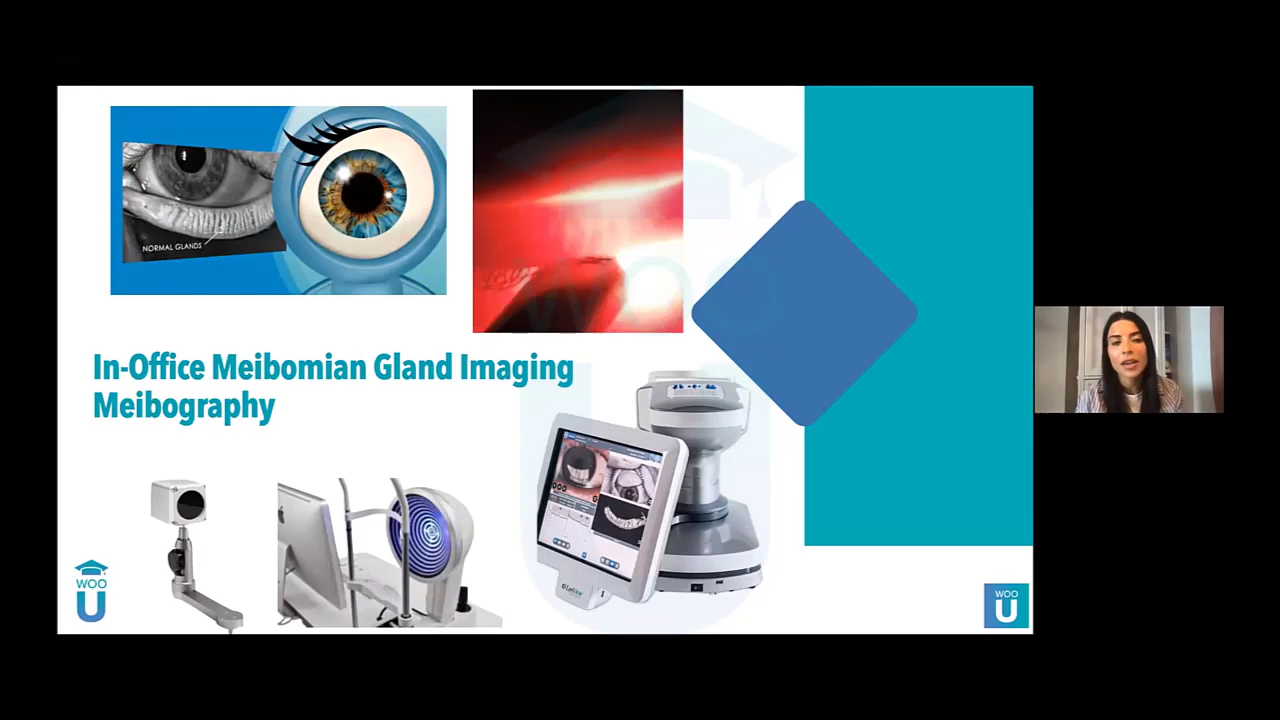 NORMAL GLANDS
In-Office Meibomian Gland Imaging
Meibography
WOO
U
WOO
U